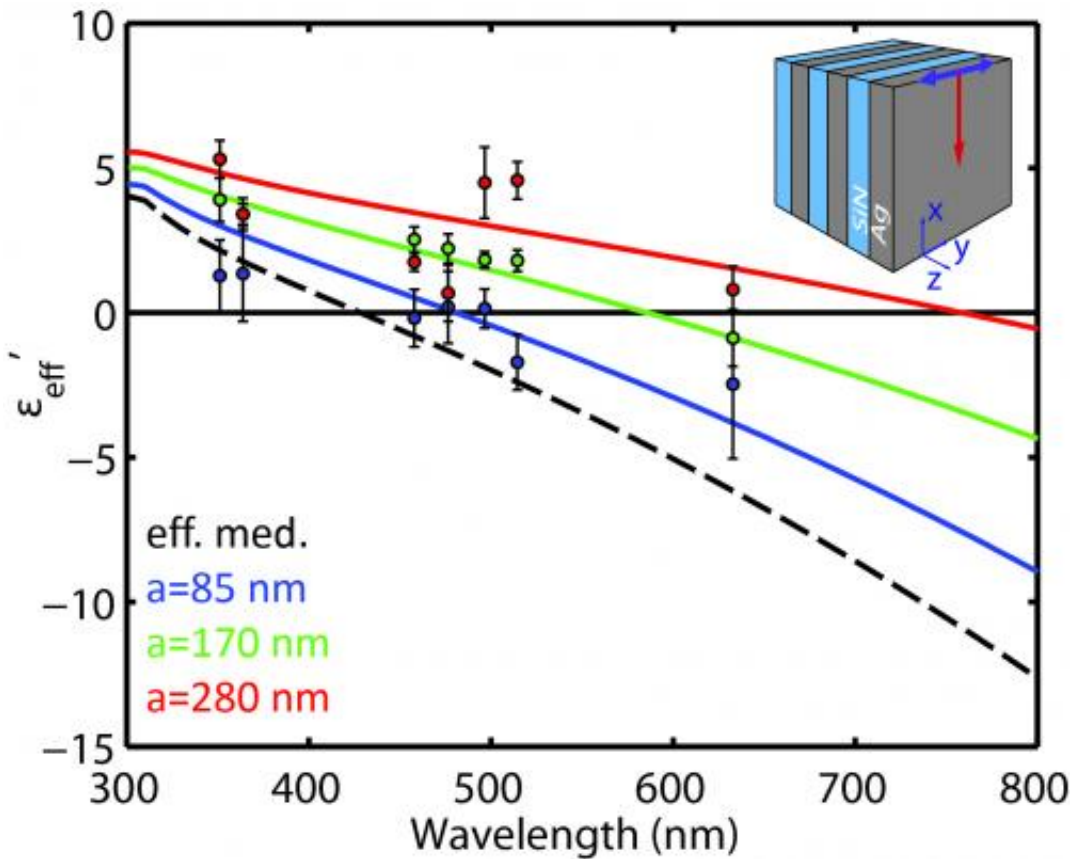 10
5
0
−5
−10
−15
ε'eff
300 400 500 600 700 800
Wavelength (nm)
eff. med.
a=85 nm
a=170 nm
a=280 nm
SiN
Ag
x
y
z